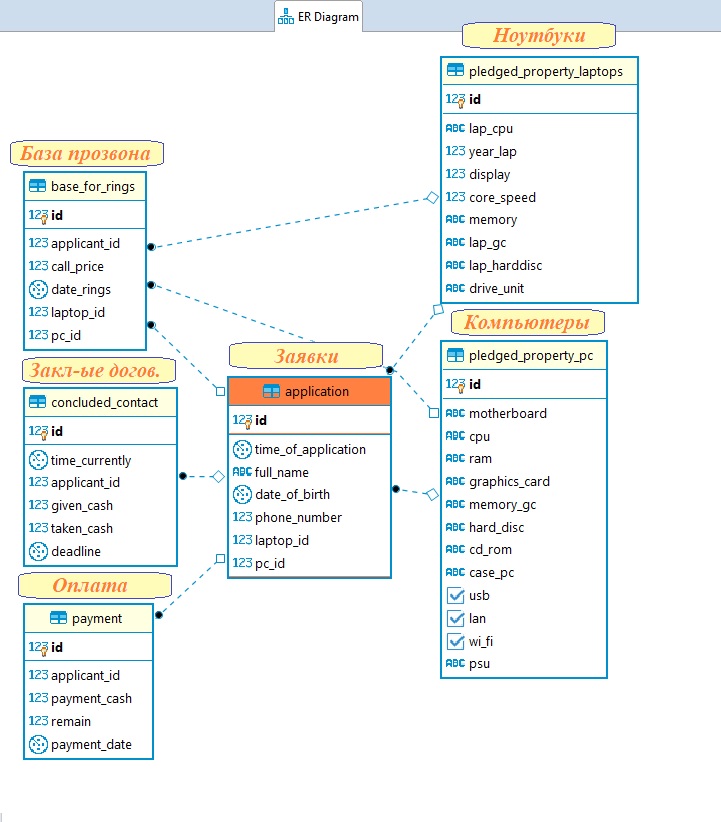 ER Diagram
Ноутбуки
pledged_property_laptops
123 id
ABC lap_cpu
123 year_lap
123 display
123 core_speed
ABC memory
ABC lap_gc
ABC lap_harddisc
ABC drive_unit
База прозвона
base_for_rings
123 id
123 applicant_id
123 call_price
date_rings
123 laptop_id
123 pc_id
Компьютеры
pledged_property_pc
123 id
ABC motherboard
ABC cpu
ABC ram
ABC graphics_card
ABC memory_gc
ABC hard_disc
ABC cd_rom
ABC case_pc
usb
lan
wi_fi
ABC psu
Заявки
application
123 id
time_of_application
ABC full_name
date_of_birth
123 phone_number
123 laptop_id
123 pc_id
Закл-ые догов.
concluded_contact
123 id
time_currently
123 applicant_id
123 given_cash
123 taken_cash
deadline
Оплата
payment
123 id
123 applicant_id
123 payment_cash
123 remain
payment_date